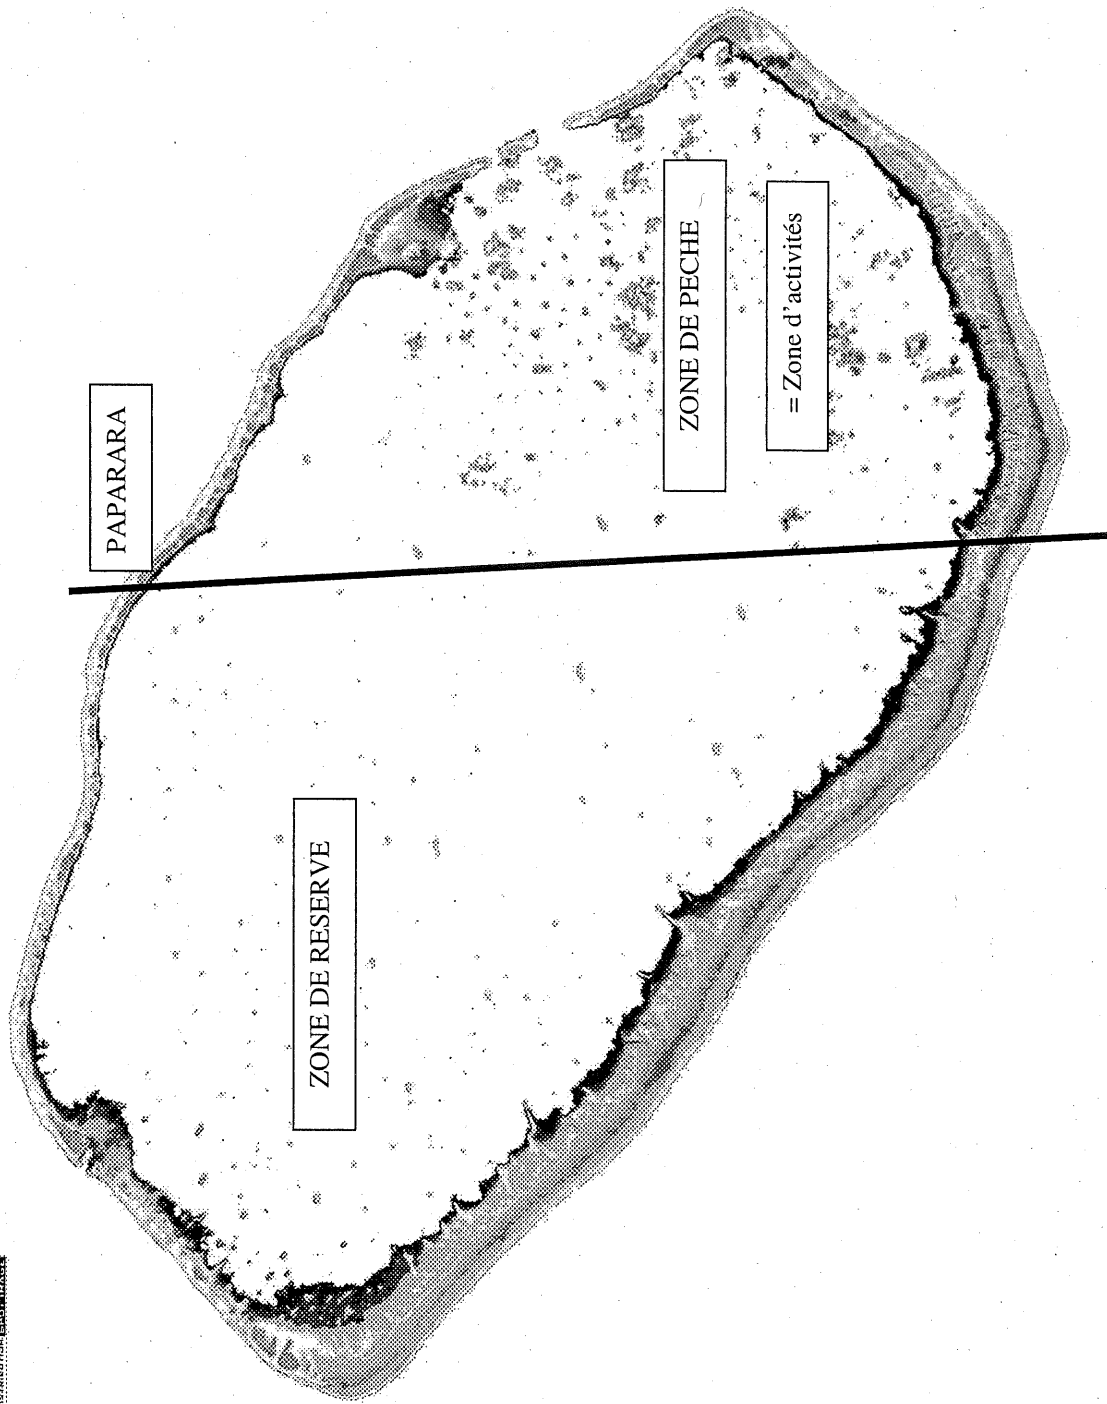 PAPARARA
ZONE DE PECHE
= Zone d'activités
ZONE DE RESERVE